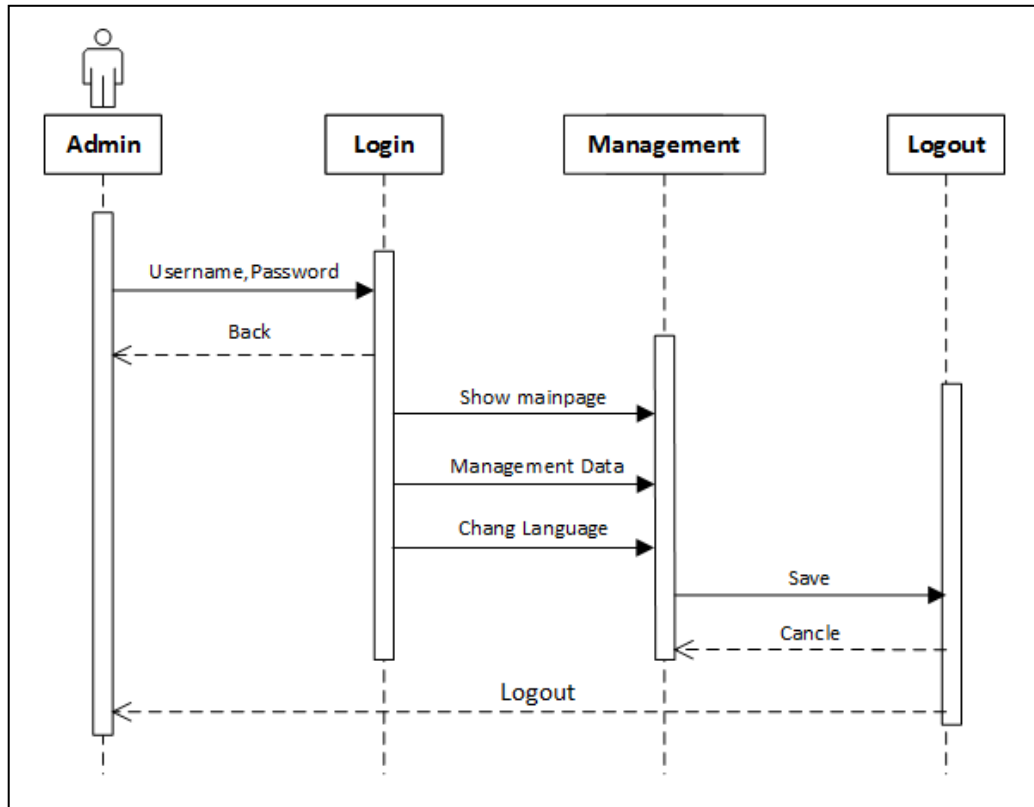 Admin
Login
Management
Logout
Username,Password
Back
Show mainpage
Management Data
Chang Language
Save
Cancle
Logout